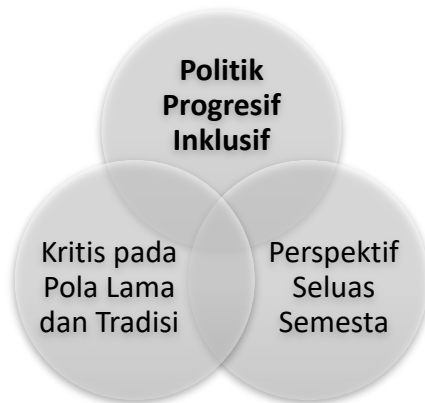 Politik
Progresif
Inklusif
Kritis pada
Pola Lama
dan Tradisi
Perspektif
Seluas
Semesta